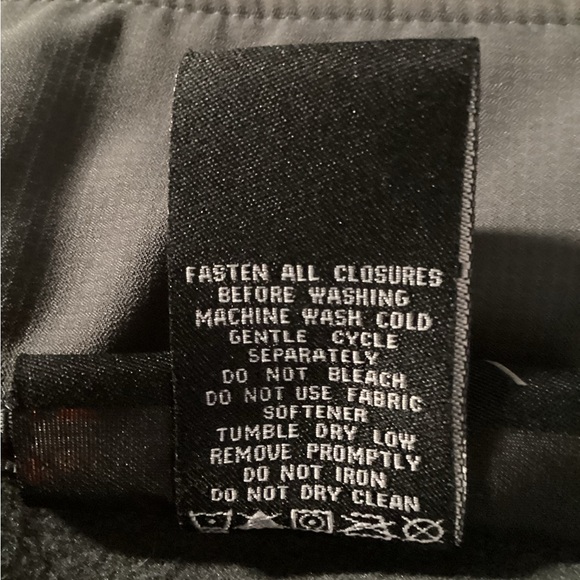 FASTEN ALL CLOSURES
BEFORE WASHING
MACHINE WASH COLD
GENTLE CYCLE
SEPARATELY
DO NOT BLEACH
DO NOT USE FABRIC
SOFTENER
TUMBLE DRY LOW
REMOVE PROMPTLY
DO NOT IRON
DO NOT DRY CLEAN